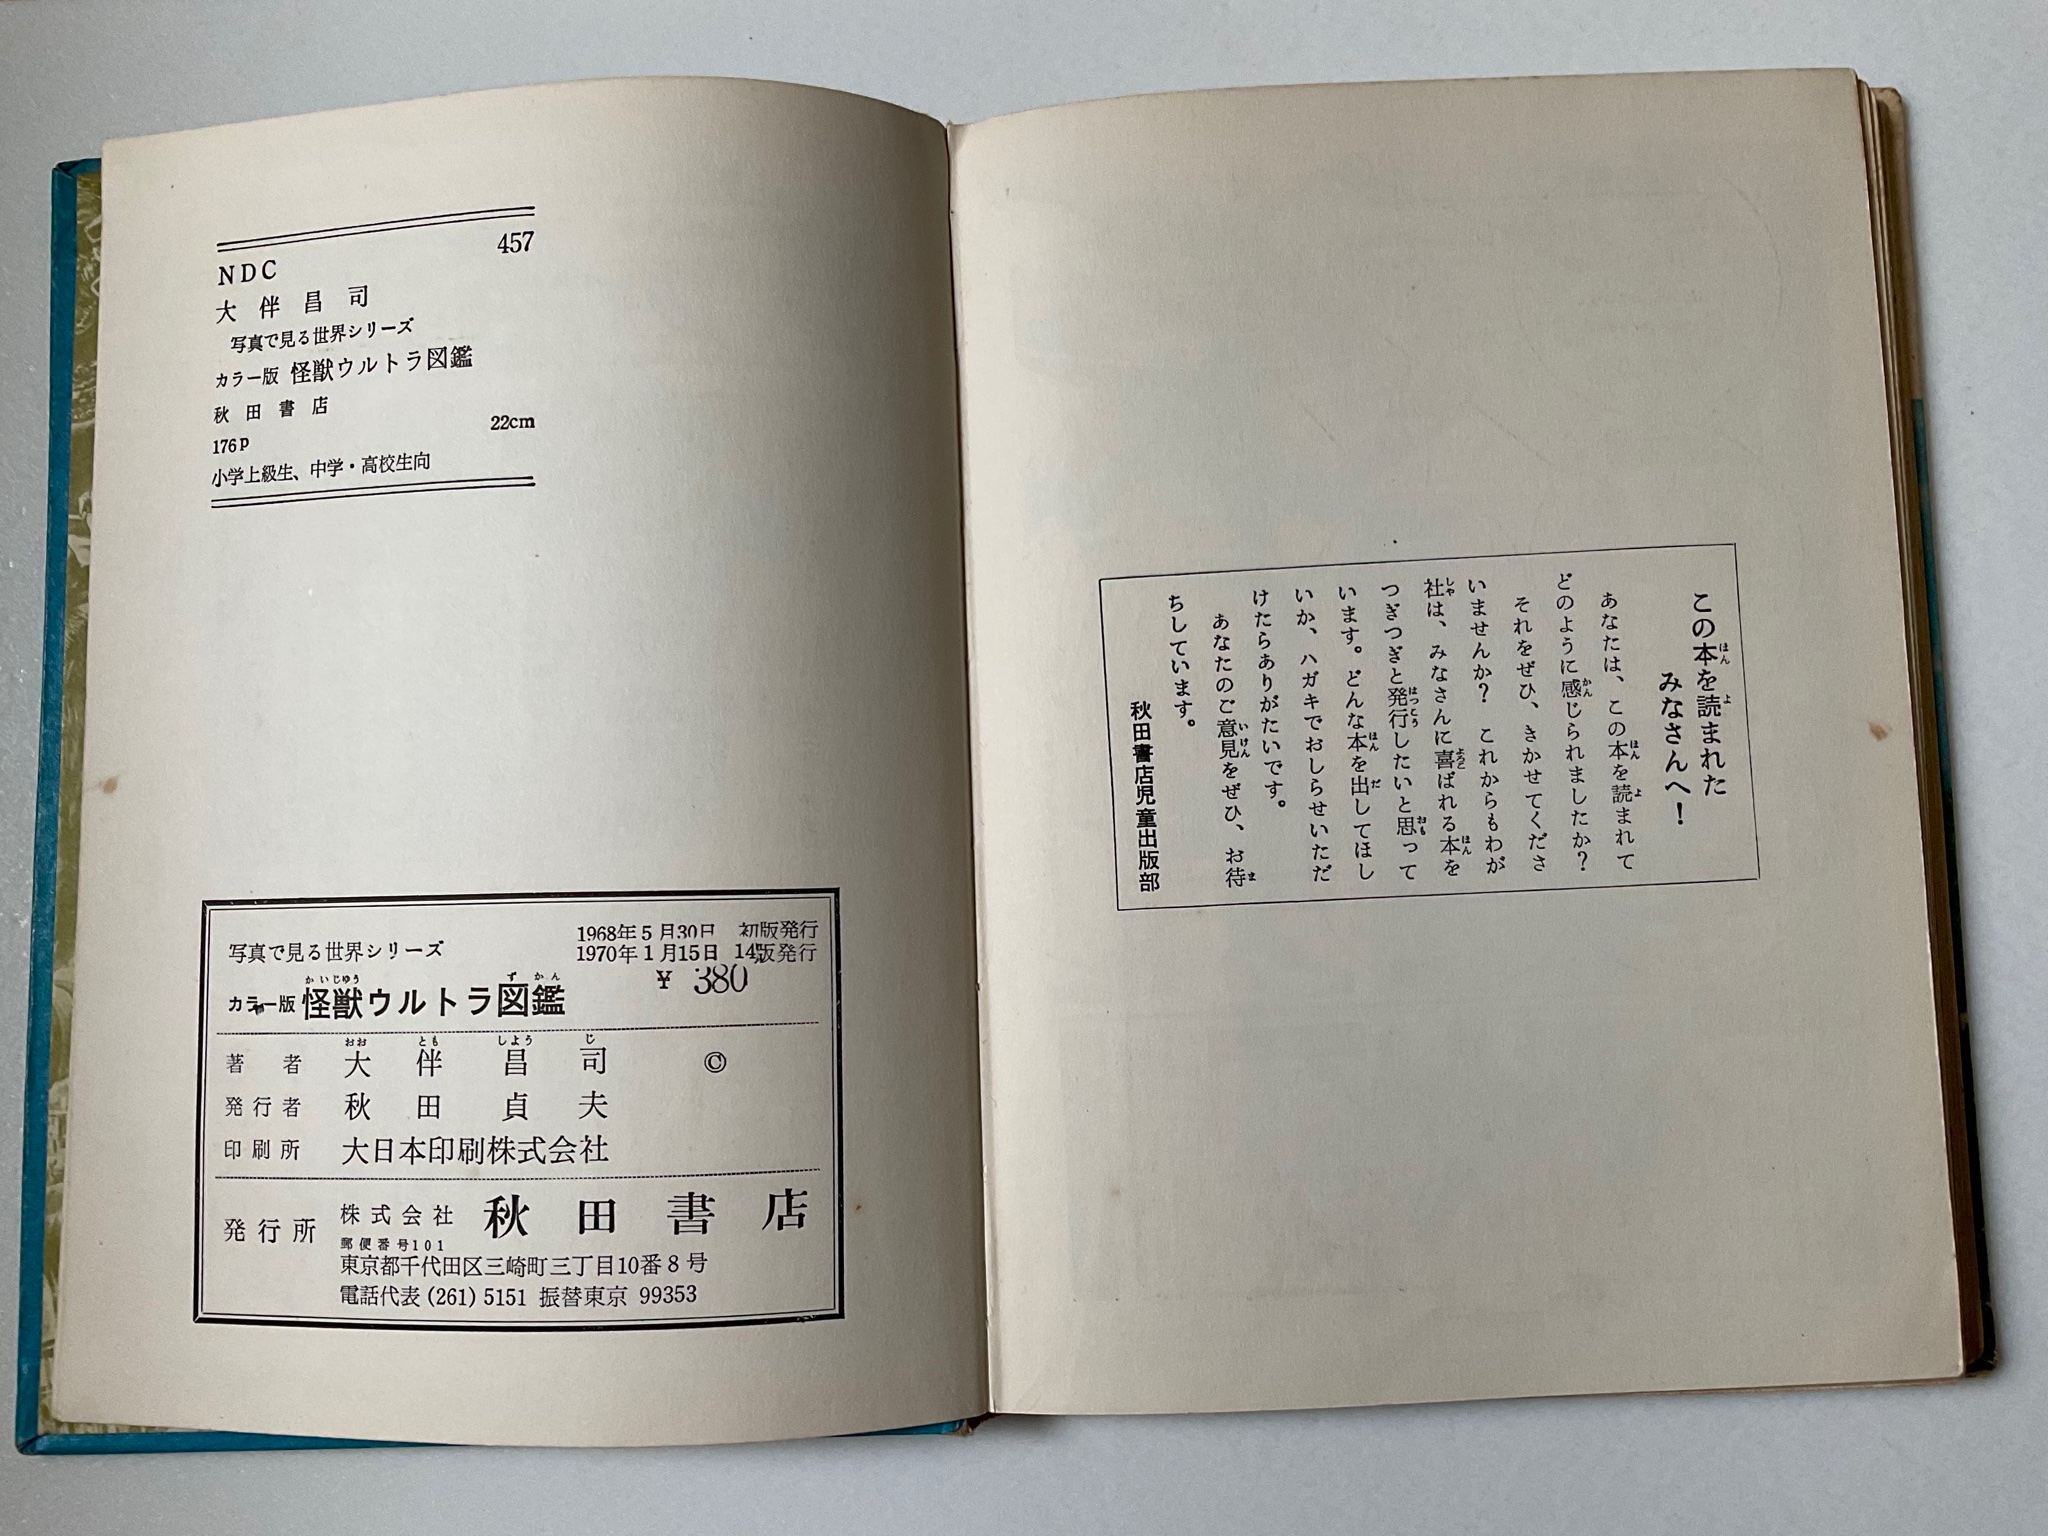 この本を読まれた
みなさんへ!
あなたは、この本を読まれて
どのように感じられましたか?
それをぜひ、きかせてくださ
いませんか? これからもわが
社は、みなさんに喜ばれる本を
つぎつぎと発行したいと思って
います。どんな本を出してほし
いか、ハガキでおしらせいただ
けたらありがたいです。
あなたのご意見をぜひ、お待
ちしています。
秋田書店児童出版部
NDC 457
大伴昌司
写真で見る世界シリーズ
カラー版 怪獣ウルトラ図鑑
秋田書店
176p 22cm
小学上級生、中学・高校生向
1968年5月30日 初版発行
写真で見る世界シリーズ 1970年1月15日 14版発行
カラー版 怪獣ウルトラ図鑑 ¥380
著者 大伴昌司 ©
発行者 秋田貞夫
印刷所 大日本印刷株式会社
発行所 株式会社 秋田書店
郵便番号101
東京都千代田区三崎町三丁目10番8号
電話代表(261)5151 振替東京 99353